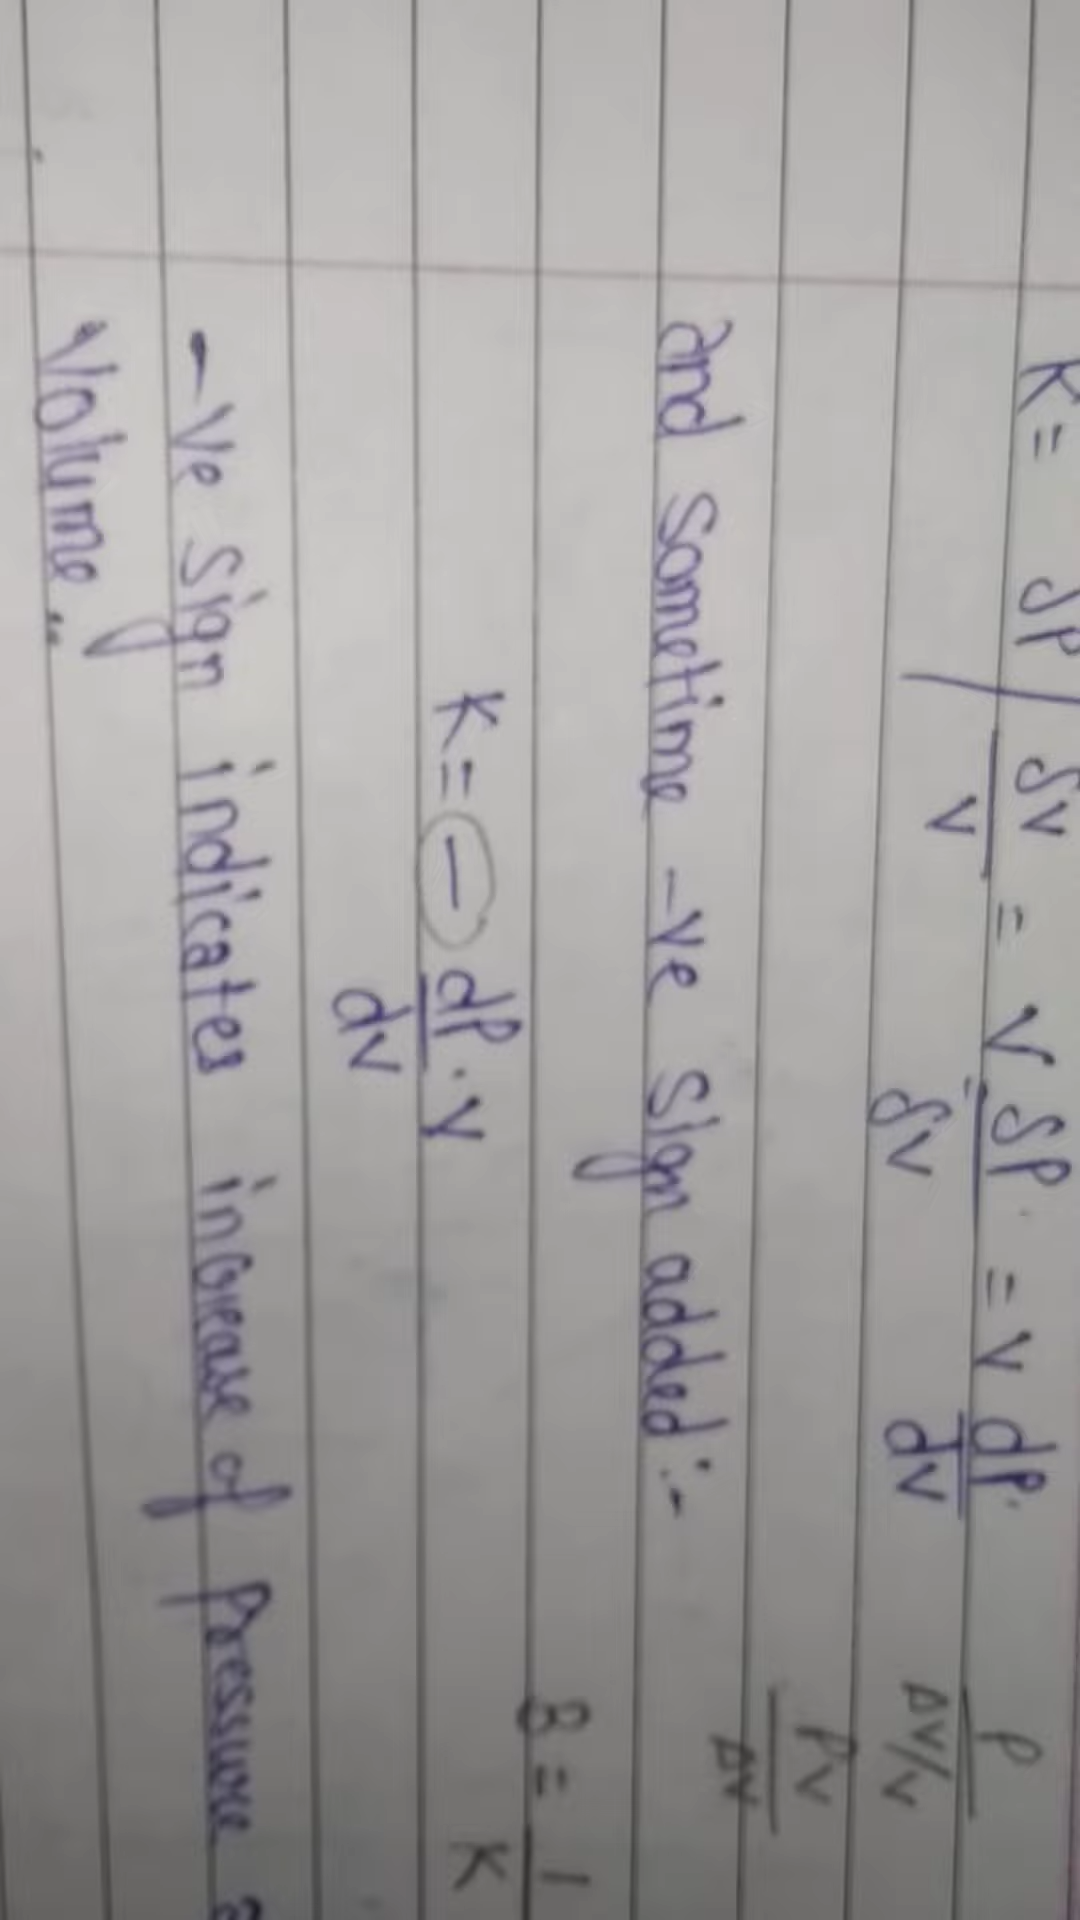 K = δP / δv/v = v δP/δv = v dP/dv
P/Δv/v
Pv/Δv
and sometime -ve sign added :-
β = 1/K
K = - dP/dv . v
-ve sign indicates increase of Pressure
Volume "